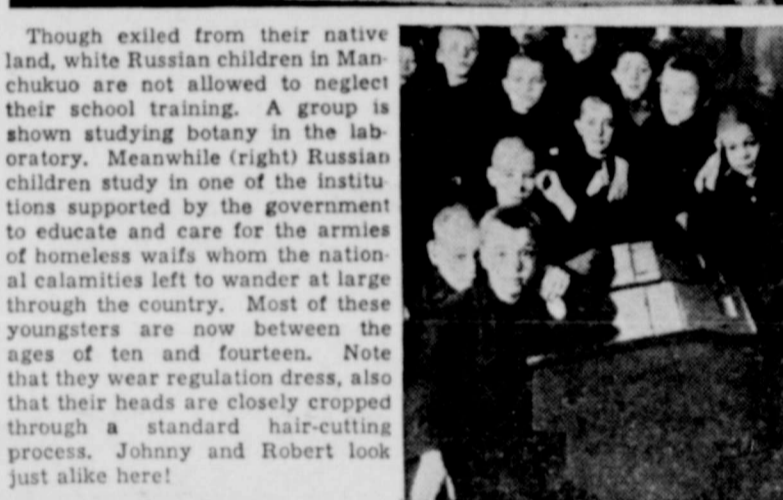 Though exiled from their native
land, white Russian children in Man-
chukuo are not allowed to neglect
their school training. A group is
shown studying botany in the lab-
oratory. Meanwhile (right) Russian
children study in one of the institu-
tions supported by the government
to educate and care for the armies
of homeless waifs whom the nation-
al calamities left to wander at large
through the country. Most of these
youngsters are now between the
ages of ten and fourteen. Note
that they wear regulation dress, also
that their heads are closely cropped
through a standard hair-cutting
process. Johnny and Robert look
just alike here!